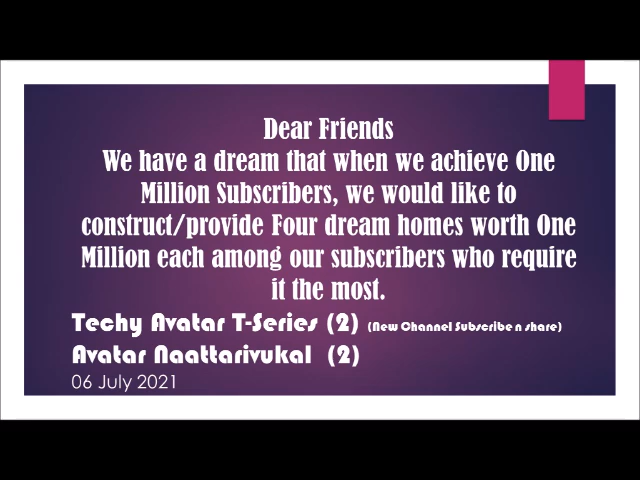 Dear Friends
We have a dream that when we achieve One
Million Subscribers, we would like to
construct/provide Four dream homes worth One
Million each among our subscribers who require
it the most.
Techy Avatar T-Series (2) (New Channel Subscribe n share)
Avatar Naattarivukal (2)
06 July 2021